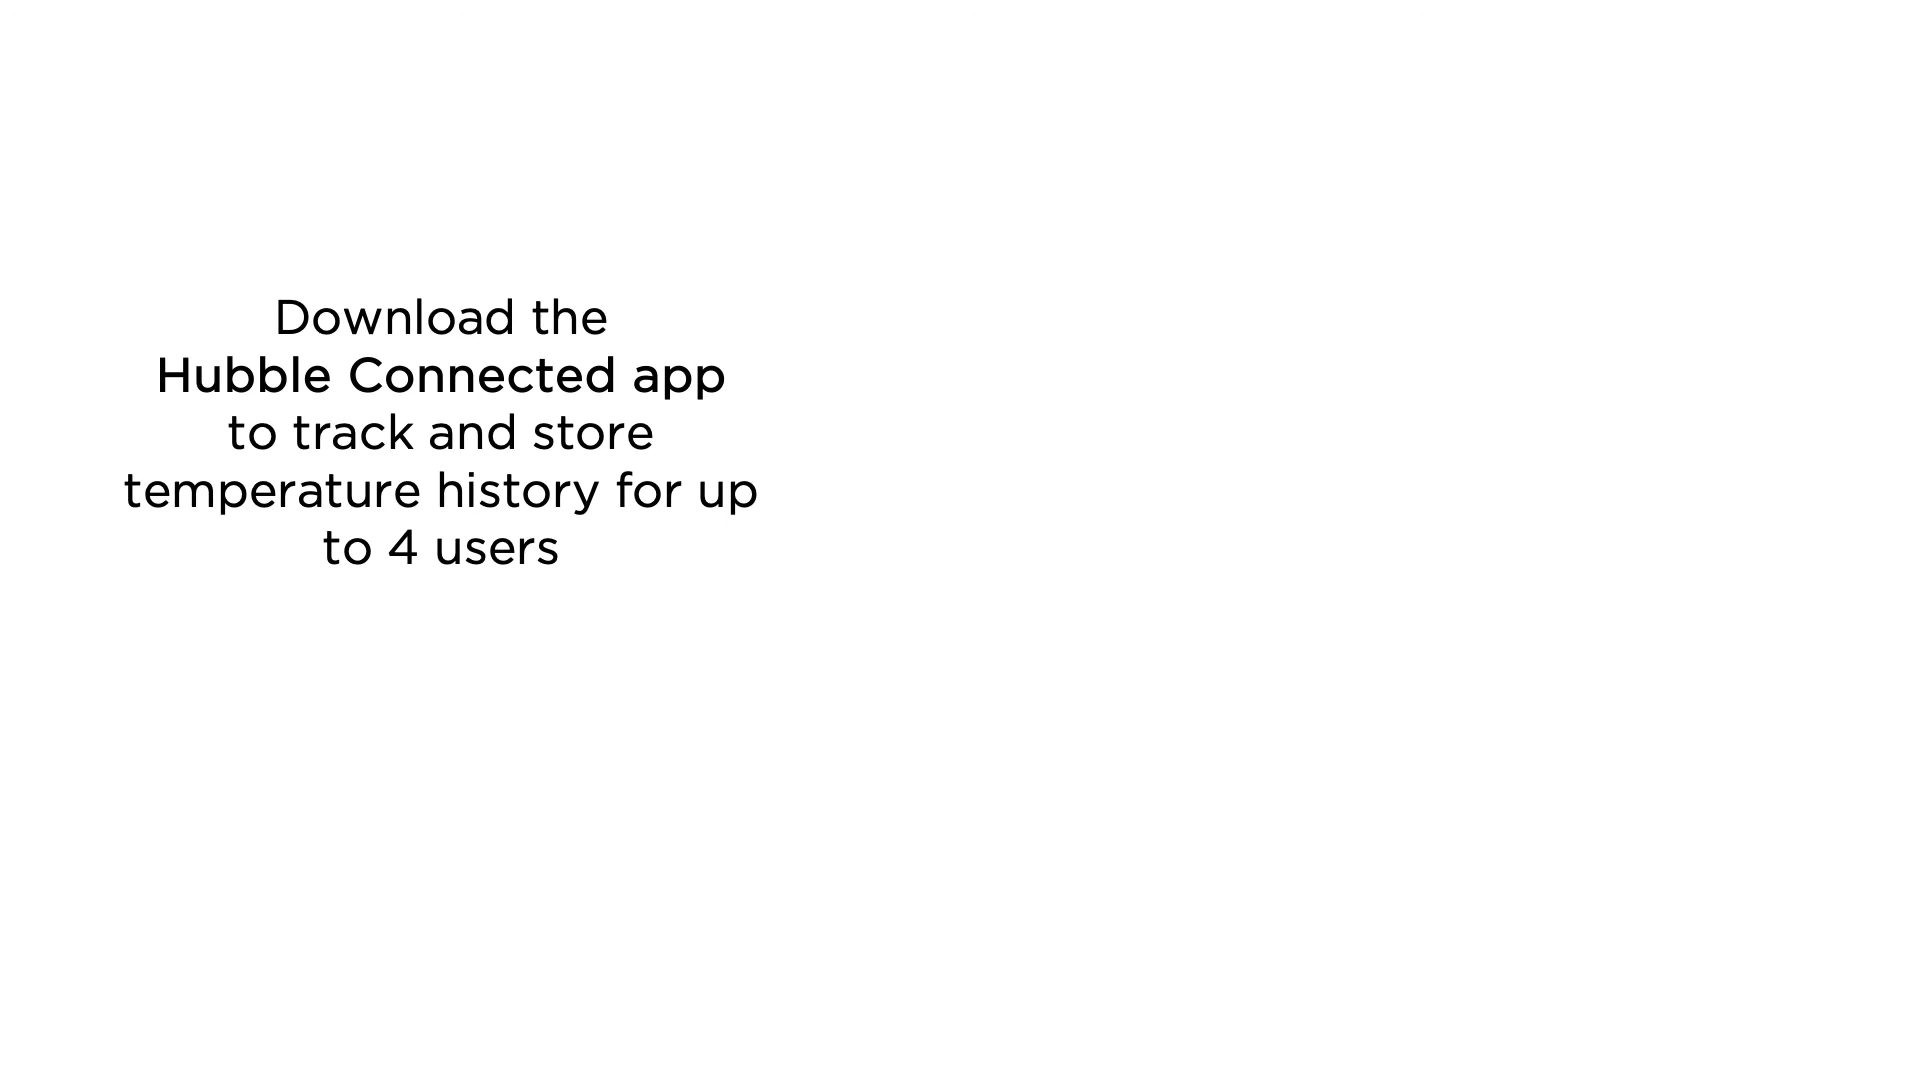 Download the
Hubble Connected app
to track and store
temperature history for up
to 4 users